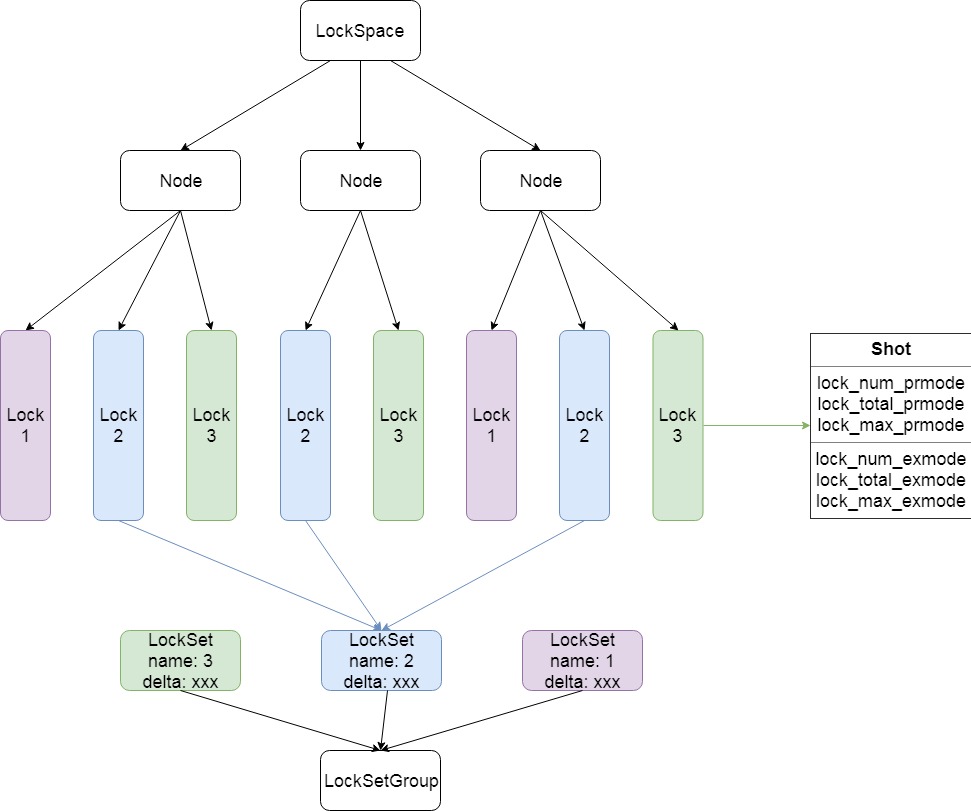 LockSpace
Node
Node
Node
Lock
1
Lock
2
Lock
3
Lock
2
Lock
3
Lock
1
Lock
2
Lock
3
Shot
lock_num_prmode
lock_total_prmode
lock_max_prmode
lock_num_exmode
lock_total_exmode
lock_max_exmode
LockSet
name: 3
delta: xxx
LockSet
name: 2
delta: xxx
LockSet
name: 1
delta: xxx
LockSetGroup